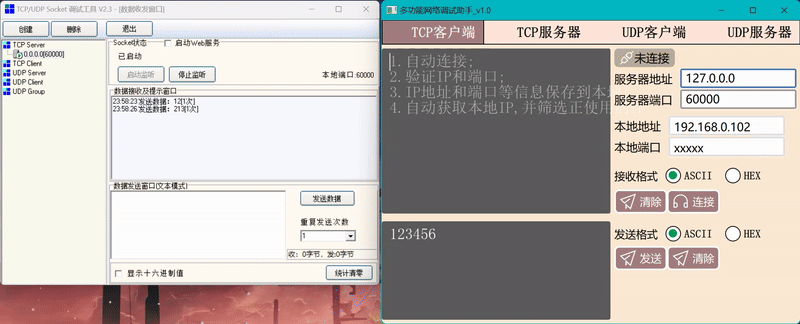 TCP/UDP Socket 调试工具 V2.3 - [数据收发窗口]
创建 删除 退出
TCP Server
0.0.0.0[60000]
TCP Client
UDP Server
UDP Client
UDP Group
Socket状态 启动Web服务
已启动
启动监听 停止监听 本地端口:60000
数据接收及提示窗口
23:58:23发送数据：12[1次]
23:58:26发送数据：213[1次]
数据发送窗口(文本模式)
发送数据
重复发送次数
1
收：0字节，发:0字节
显示十六进制值 统计清零
多功能网络调试助手_v1.0
TCP客户端 TCP服务器 UDP客户端 UDP服务器
1.自动连接;
2.验证IP和端口;
3.IP地址和端口等信息保存到本
4.自动获取本地IP,并筛选正使用
未连接
服务器地址 127.0.0.0
服务器端口 60000
本地地址 192.168.0.102
本地端口 xxxxx
接收格式 ASCII HEX
清除 连接
123456
发送格式 ASCII HEX
发送 清除